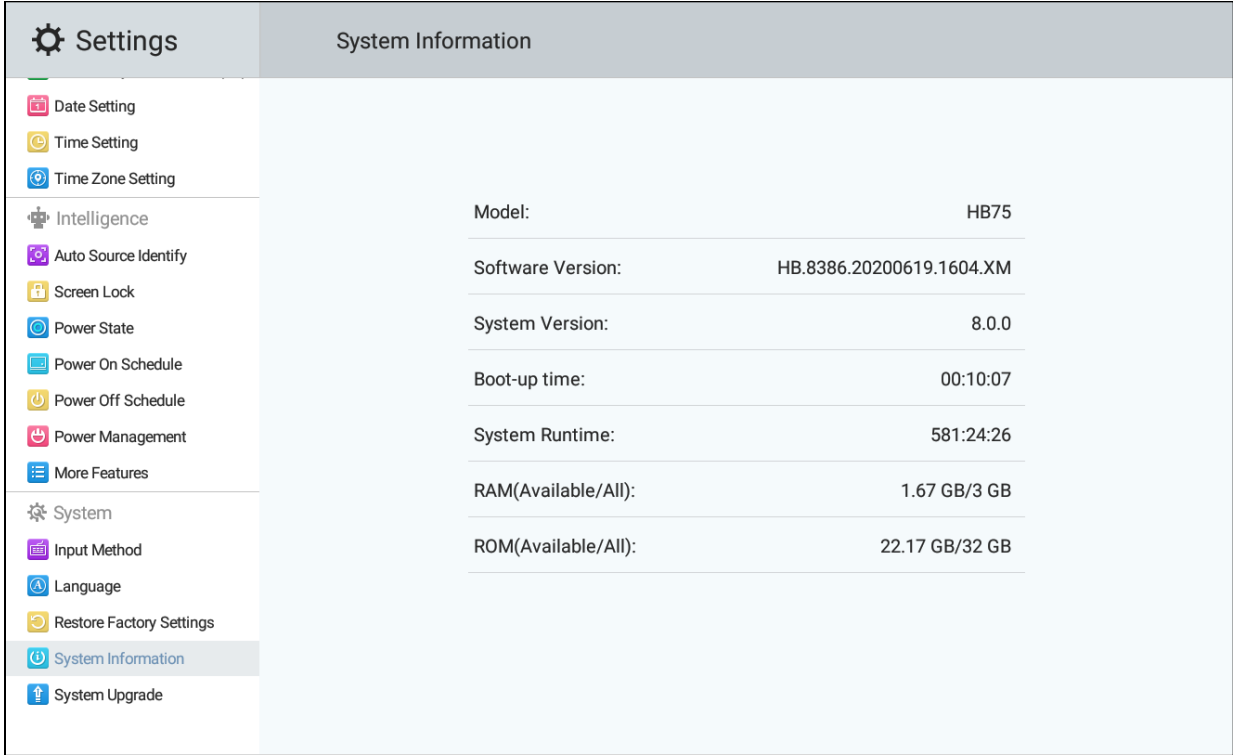 Settings
System Information
Date Setting
Time Setting
Time Zone Setting
Intelligence
Auto Source Identify
Screen Lock
Power State
Power On Schedule
Power Off Schedule
Power Management
More Features
System
Input Method
Language
Restore Factory Settings
System Information
System Upgrade
Model: HB75
Software Version: HB.8386.20200619.1604.XM
System Version: 8.0.0
Boot-up time: 00:10:07
System Runtime: 581:24:26
RAM(Available/All): 1.67 GB/3 GB
ROM(Available/All): 22.17 GB/32 GB